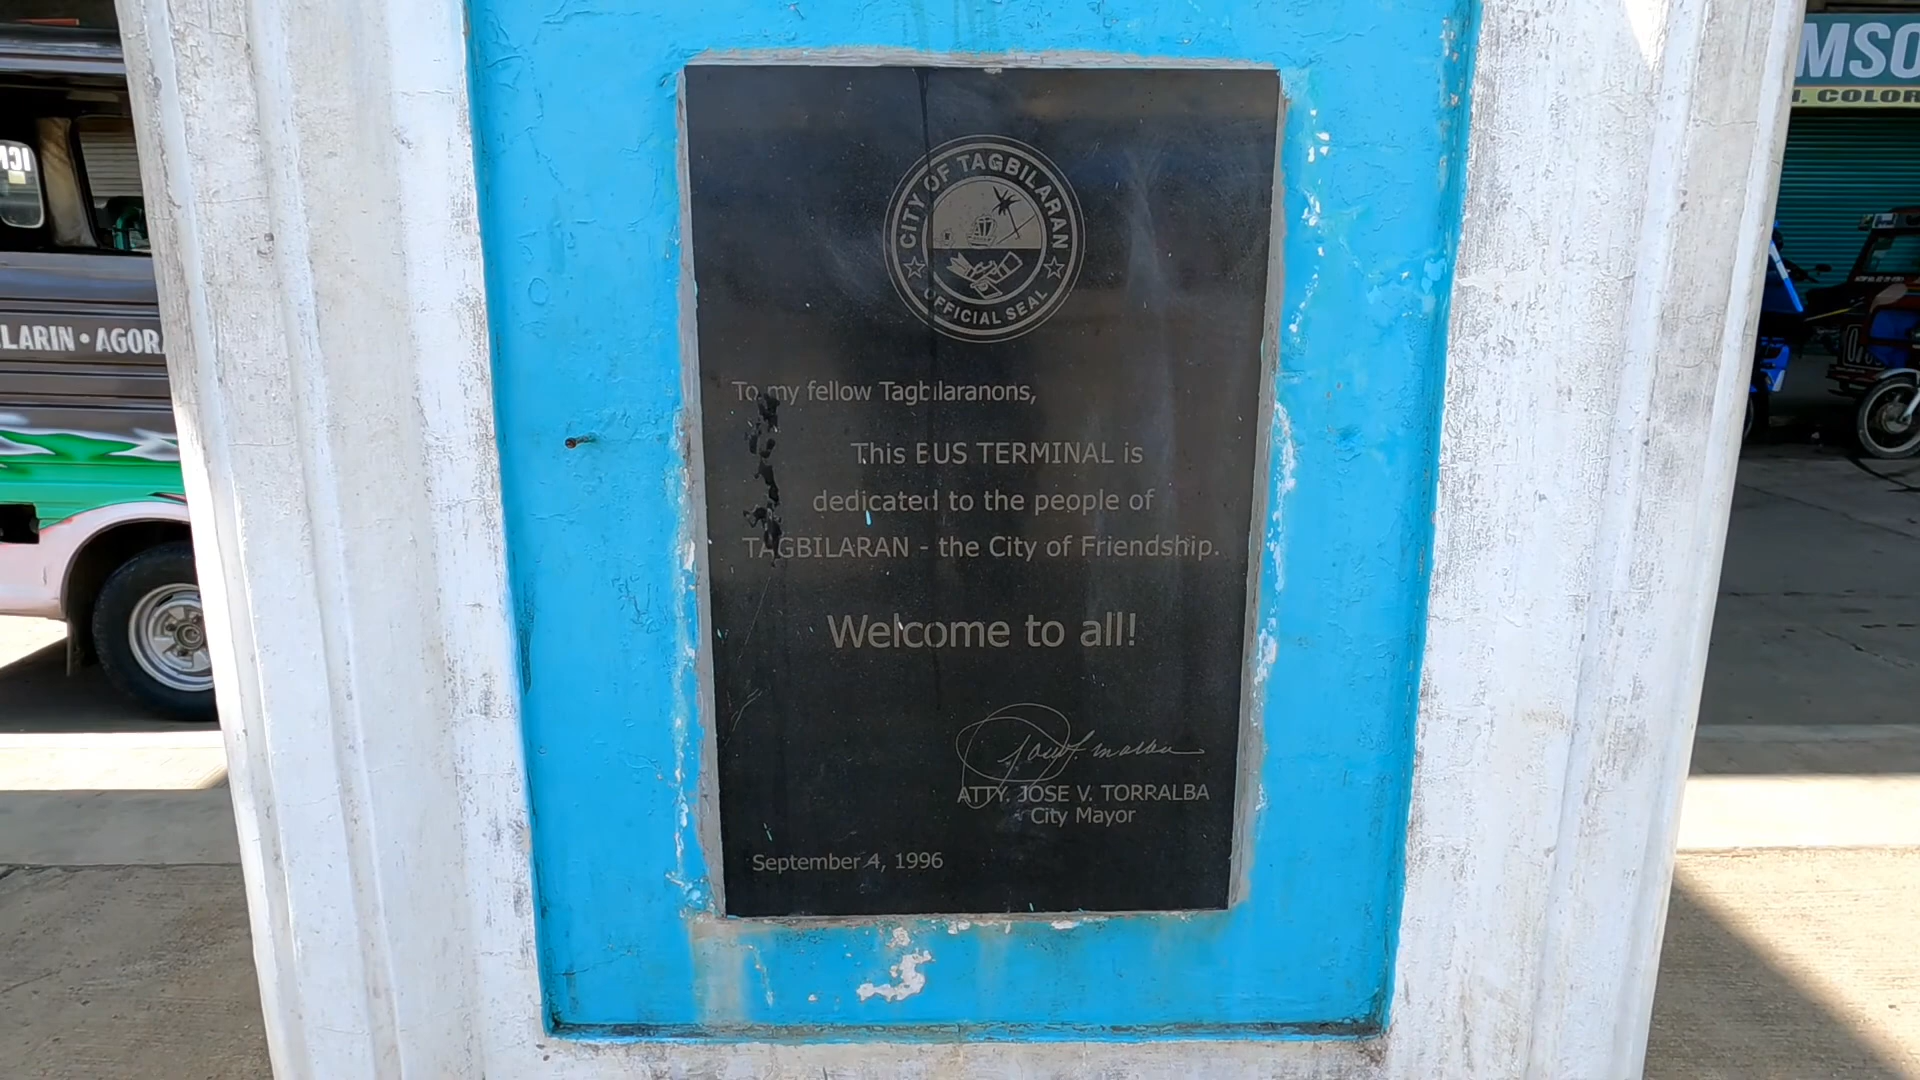 CITY OF TAGBILARAN
OFFICIAL SEAL
To my fellow Tagbilaranons,
This BUS TERMINAL is
dedicated to the people of
TAGBILARAN - the City of Friendship.
Welcome to all!
ATTY. JOSE V. TORRALBA
City Mayor
September 4, 1996
LARIN • AGORA
MSO
, COLOR